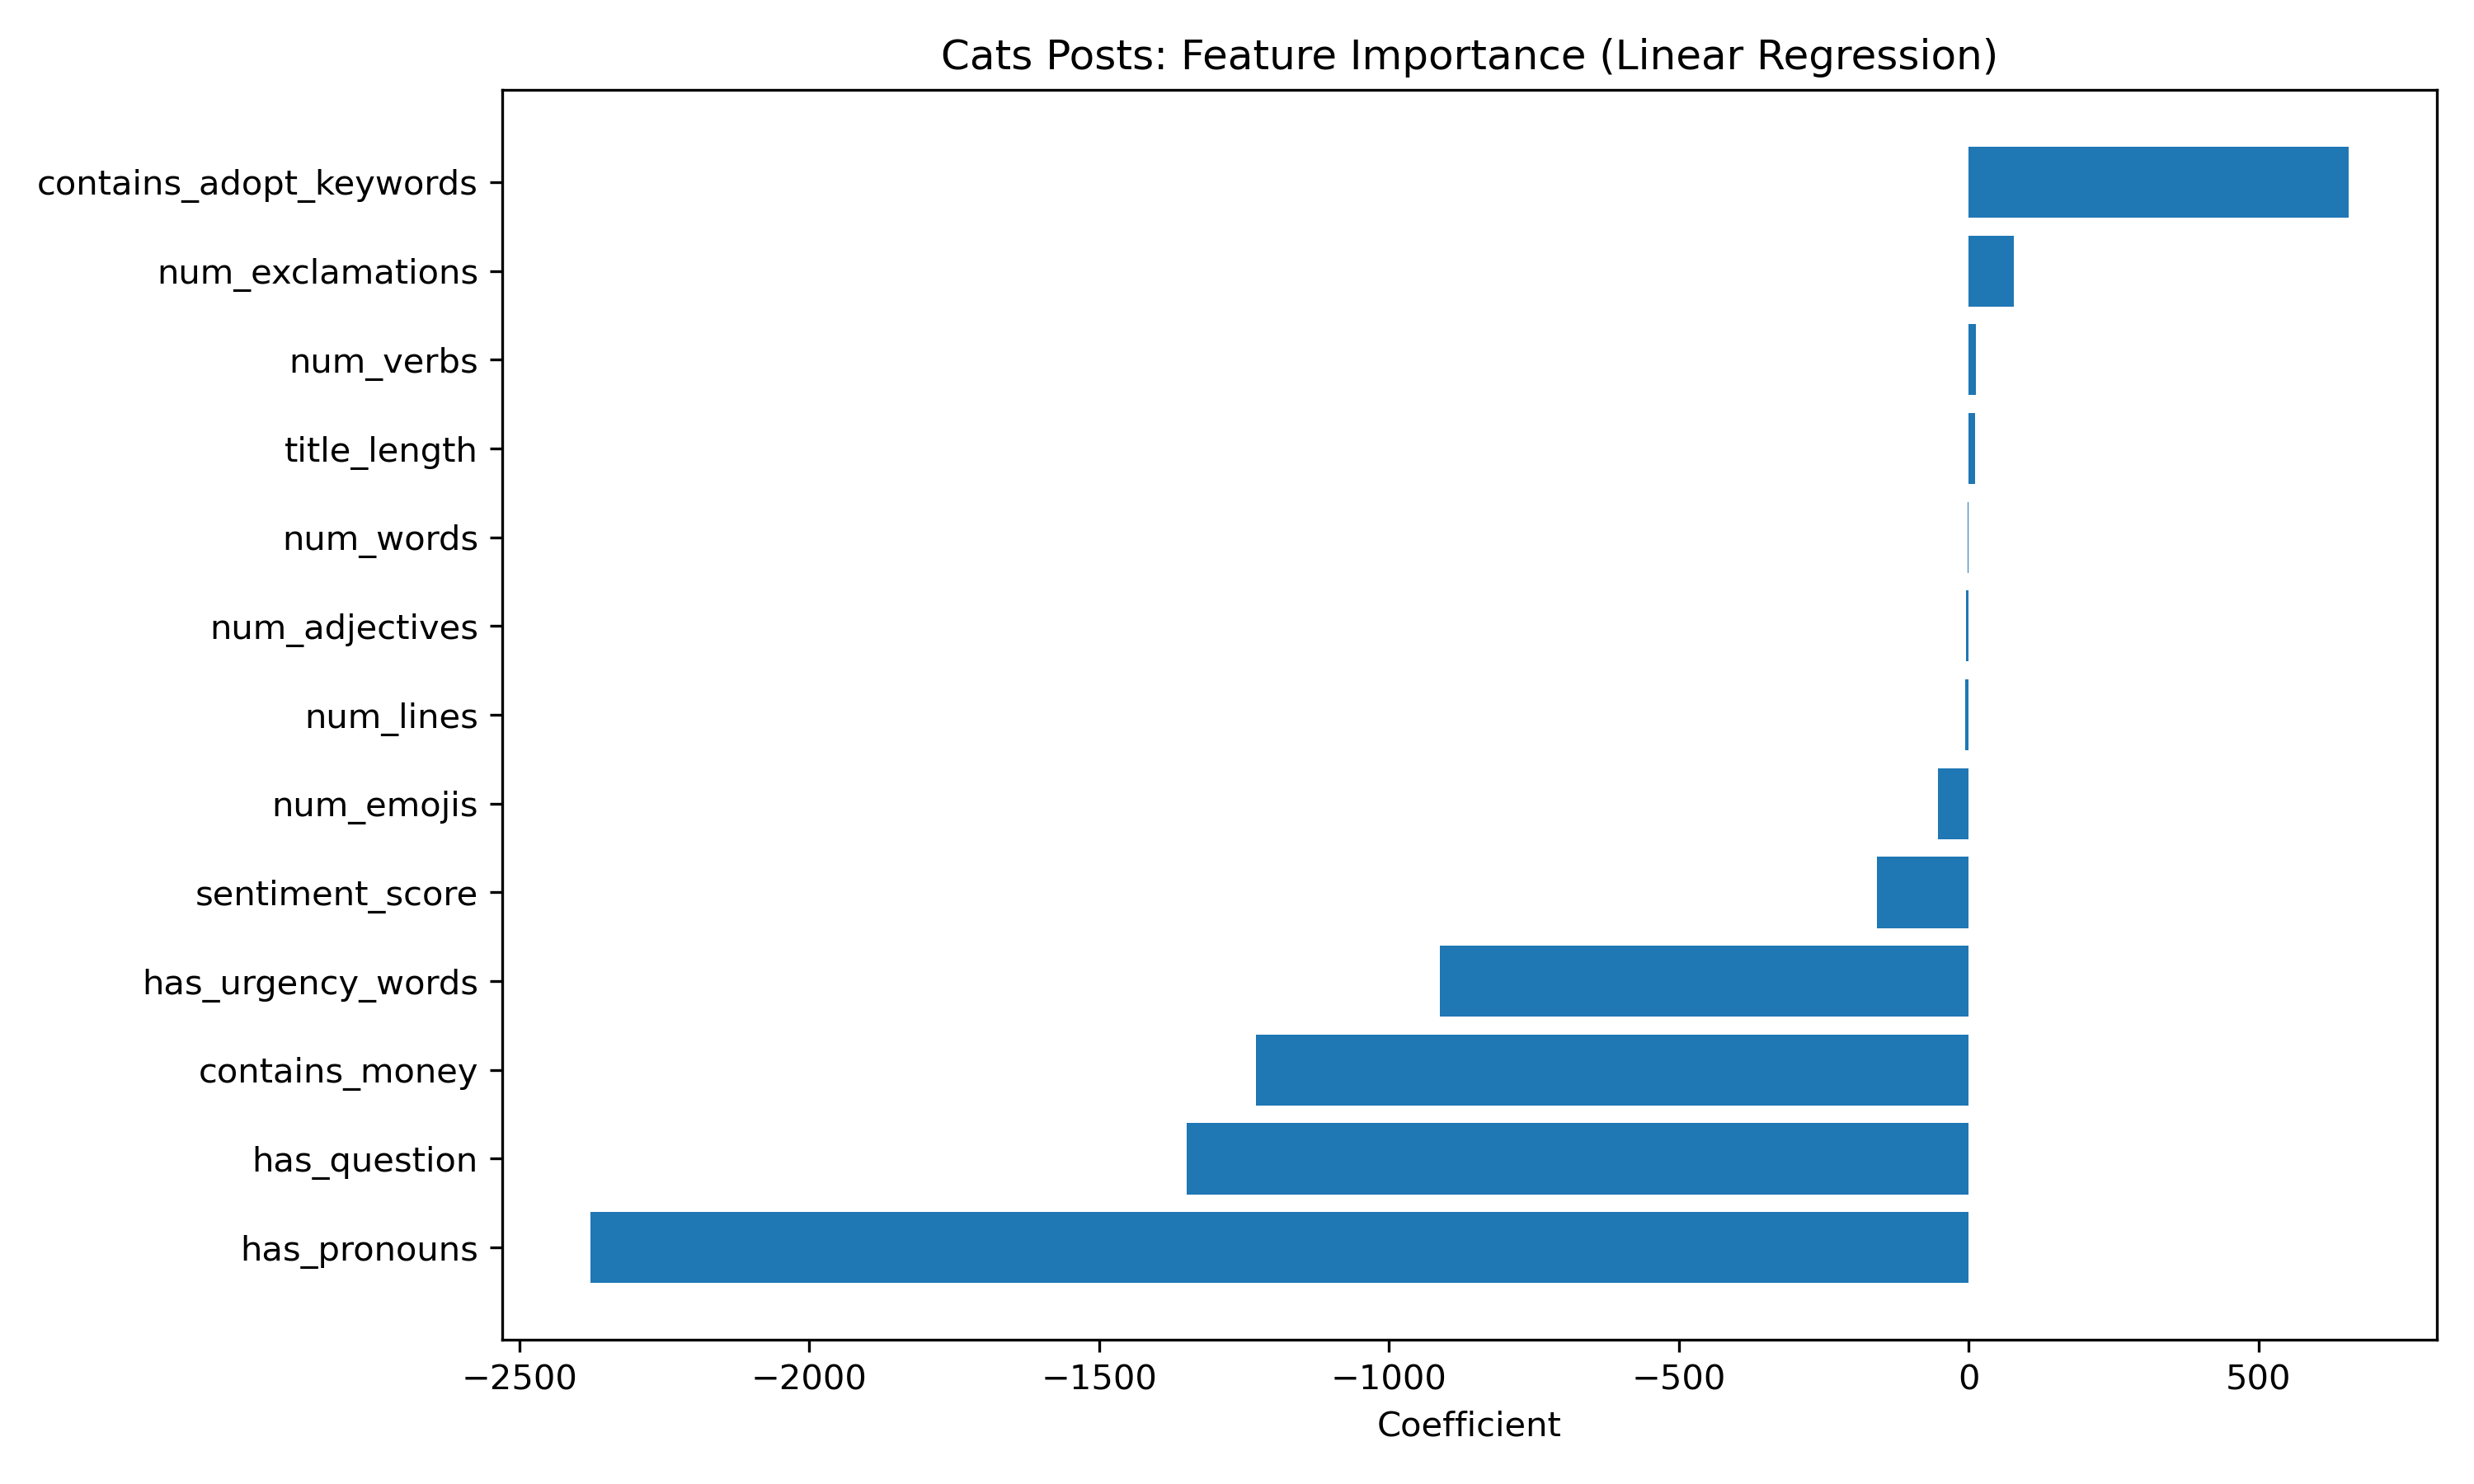 Cats Posts: Feature Importance (Linear Regression)
contains_adopt_keywords
num_exclamations
num_verbs
title_length
num_words
num_adjectives
num_lines
num_emojis
sentiment_score
has_urgency_words
contains_money
has_question
has_pronouns
−2500 −2000 −1500 −1000 −500 0 500
Coefficient